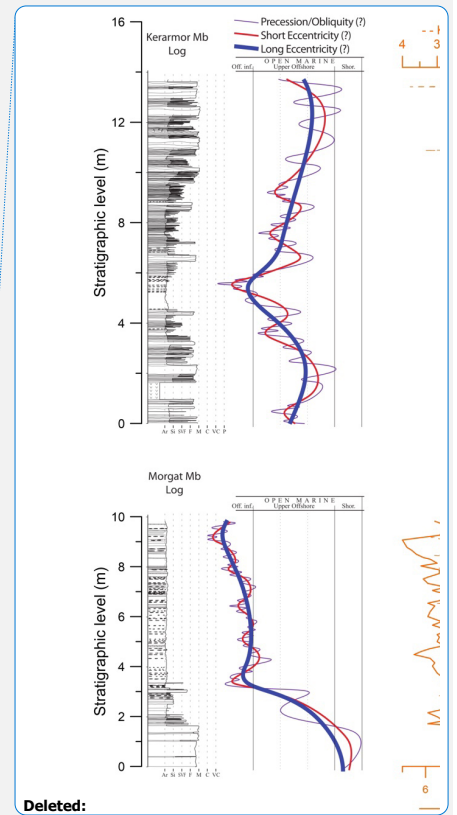 Kerarmor Mb
Log
Precession/Obliquity (?)
Short Eccentricity (?)
Long Eccentricity (?)
OPEN MARINE
Off. inf. Upper Offshore Shor.
Stratigraphic level (m)
16
12
8
4
0
Ar Si SVF F M C VC P
4 3
Morgat Mb
Log
OPEN MARINE
Off. inf. Upper Offshore Shor.
Stratigraphic level (m)
10
8
6
4
2
0
Ar Si SVF F M C VC
6
Deleted: